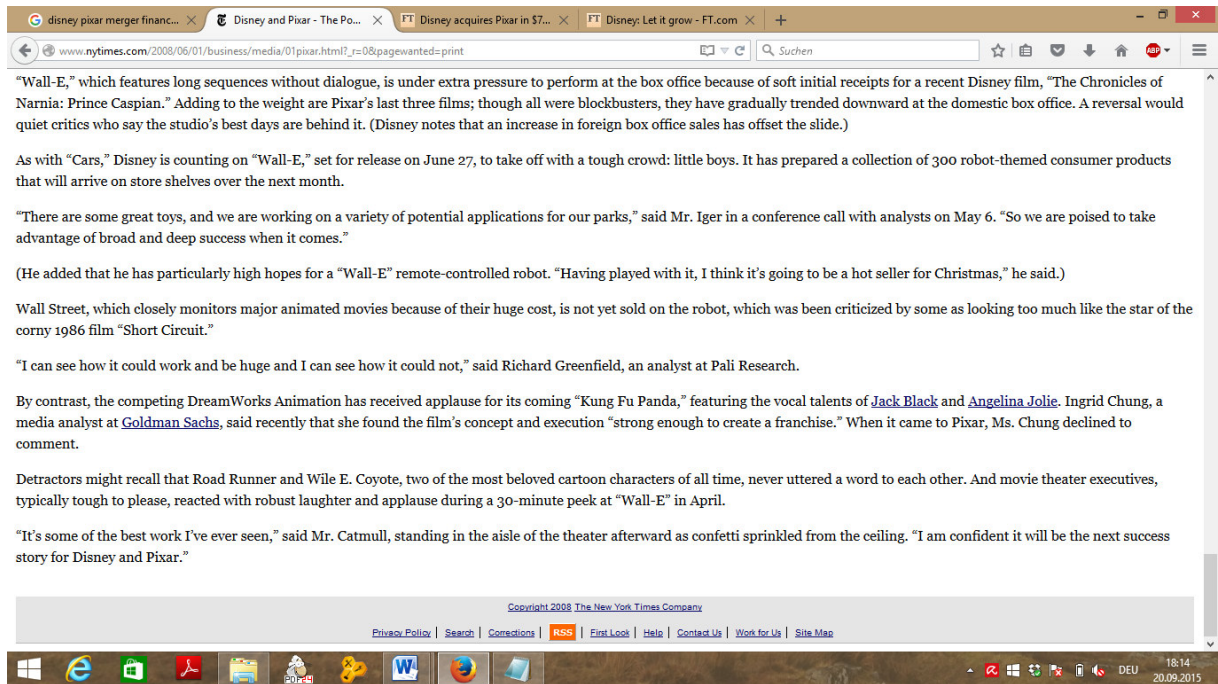 disney pixar merger financ...
Disney and Pixar - The Po...
FT Disney acquires Pixar in $7...
FT Disney: Let it grow - FT.com
www.nytimes.com/2008/06/01/business/media/01pixar.html?_r=0&pagewanted=print
Suchen
ABP
“Wall-E,” which features long sequences without dialogue, is under extra pressure to perform at the box office because of soft initial receipts for a recent Disney film, “The Chronicles of
Narnia: Prince Caspian.” Adding to the weight are Pixar’s last three films; though all were blockbusters, they have gradually trended downward at the domestic box office. A reversal would
quiet critics who say the studio’s best days are behind it. (Disney notes that an increase in foreign box office sales has offset the slide.)
As with “Cars,” Disney is counting on “Wall-E,” set for release on June 27, to take off with a tough crowd: little boys. It has prepared a collection of 300 robot-themed consumer products
that will arrive on store shelves over the next month.
“There are some great toys, and we are working on a variety of potential applications for our parks,” said Mr. Iger in a conference call with analysts on May 6. “So we are poised to take
advantage of broad and deep success when it comes.”
(He added that he has particularly high hopes for a “Wall-E” remote-controlled robot. “Having played with it, I think it’s going to be a hot seller for Christmas,” he said.)
Wall Street, which closely monitors major animated movies because of their huge cost, is not yet sold on the robot, which was been criticized by some as looking too much like the star of the
corny 1986 film “Short Circuit.”
“I can see how it could work and be huge and I can see how it could not,” said Richard Greenfield, an analyst at Pali Research.
By contrast, the competing DreamWorks Animation has received applause for its coming “Kung Fu Panda,” featuring the vocal talents of Jack Black and Angelina Jolie. Ingrid Chung, a
media analyst at Goldman Sachs, said recently that she found the film’s concept and execution “strong enough to create a franchise.” When it came to Pixar, Ms. Chung declined to
comment.
Detractors might recall that Road Runner and Wile E. Coyote, two of the most beloved cartoon characters of all time, never uttered a word to each other. And movie theater executives,
typically tough to please, reacted with robust laughter and applause during a 30-minute peek at “Wall-E” in April.
“It’s some of the best work I’ve ever seen,” said Mr. Catmull, standing in the aisle of the theater afterward as confetti sprinkled from the ceiling. “I am confident it will be the next success
story for Disney and Pixar.”
Copyright 2008 The New York Times Company
Privacy Policy | Search | Corrections | RSS | First Look | Help | Contact Us | Work for Us | Site Map
PDF24
DEU
18:14
20.09.2015